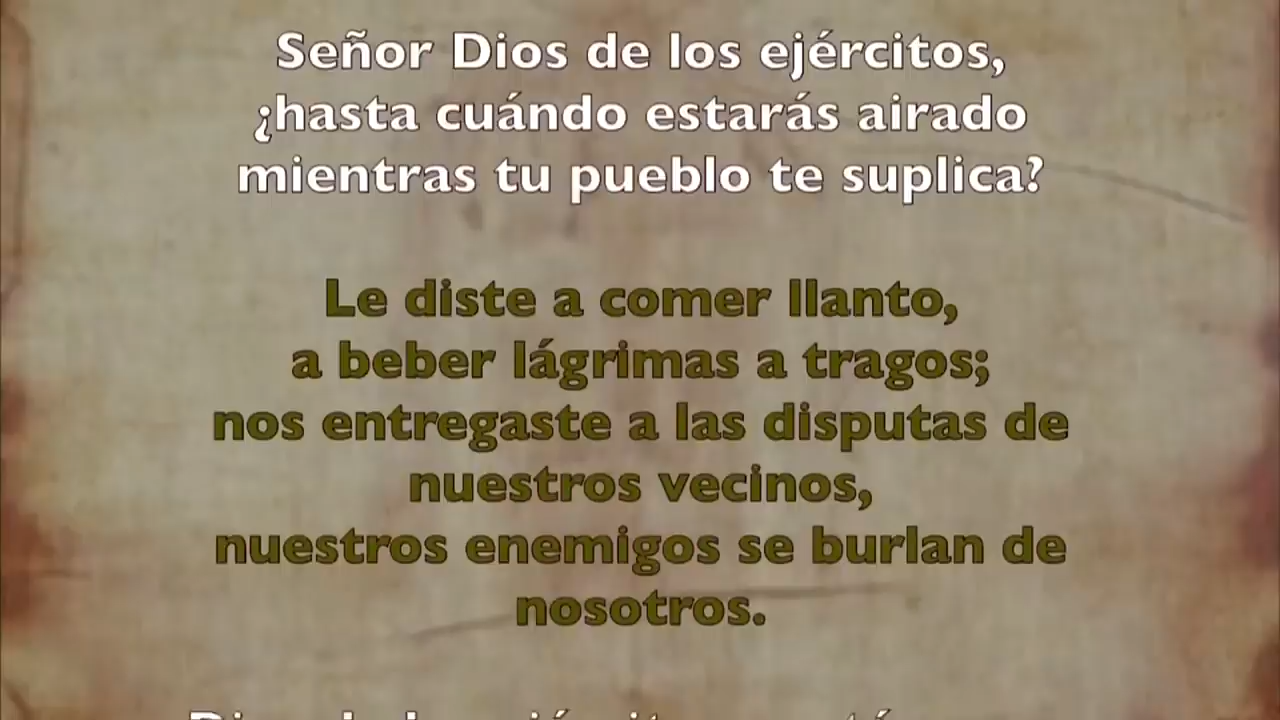 Señor Dios de los ejércitos,
¿hasta cuándo estarás airado
mientras tu pueblo te suplica?
Le diste a comer llanto,
a beber lágrimas a tragos;
nos entregaste a las disputas de
nuestros vecinos,
nuestros enemigos se burlan de
nosotros.